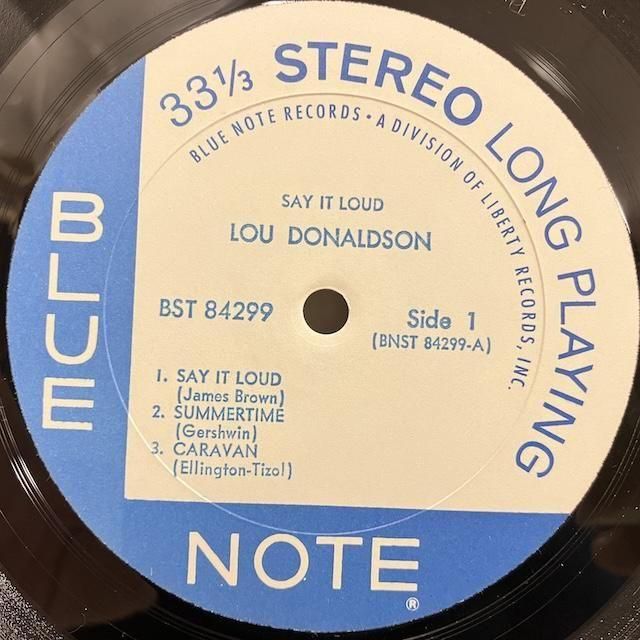 33⅓ STEREO LONG PLAYING
BLUE NOTE RECORDS • A DIVISION OF LIBERTY RECORDS, INC.
SAY IT LOUD
LOU DONALDSON
BST 84299
Side 1
(BNST 84299-A)
1. SAY IT LOUD
(James Brown)
2. SUMMERTIME
(Gershwin)
3. CARAVAN
(Ellington-Tizol)
BLUE
NOTE®